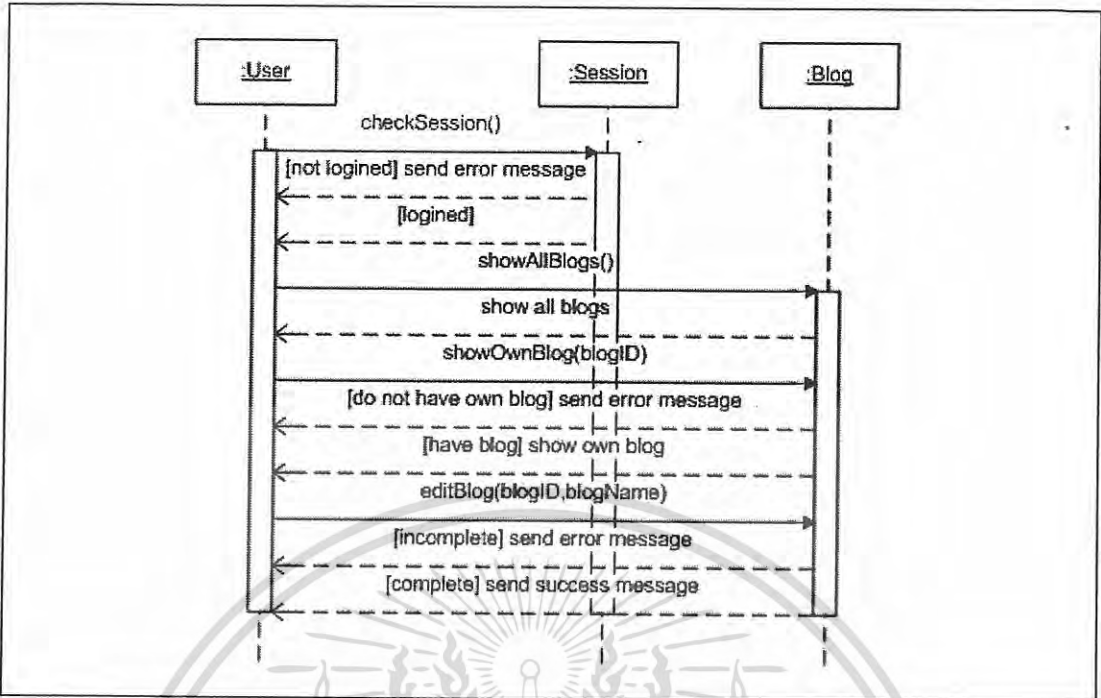 :User
:Session
:Blog
checkSession()
[not logined] send error message
[logined]
showAllBlogs()
show all blogs
showOwnBlog(blogID)
[do not have own blog] send error message
[have blog] show own blog
editBlog(blogID,blogName)
[incomplete] send error message
[complete] send success message